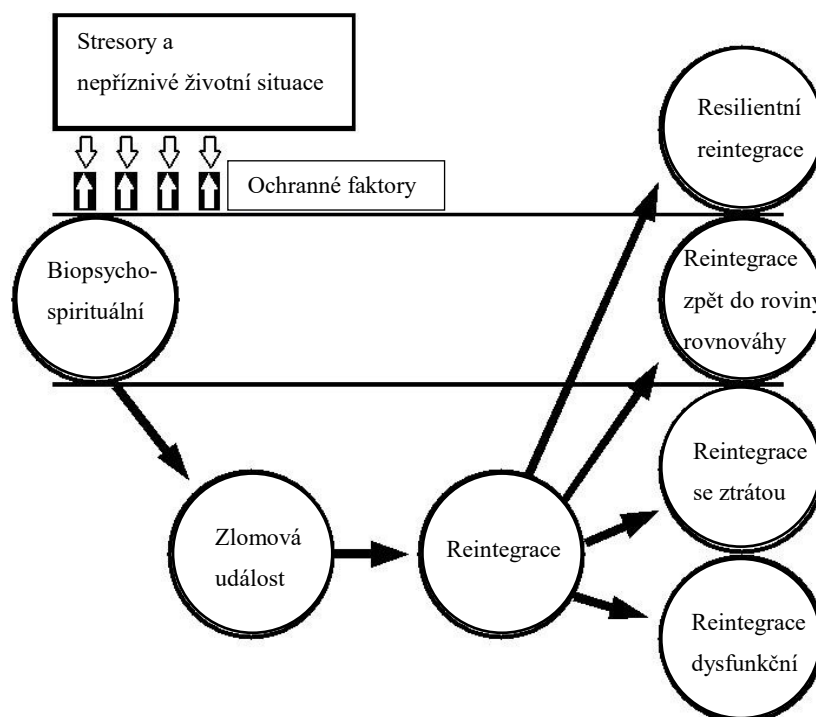 Stresory a
nepříznivé životní situace
Ochranné faktory
Resilientní
reintegrace
Biopsycho-
spirituální
Reintegrace
zpět do roviny
rovnováhy
Zlomová
událost
Reintegrace
Reintegrace
se ztrátou
Reintegrace
dysfunkční